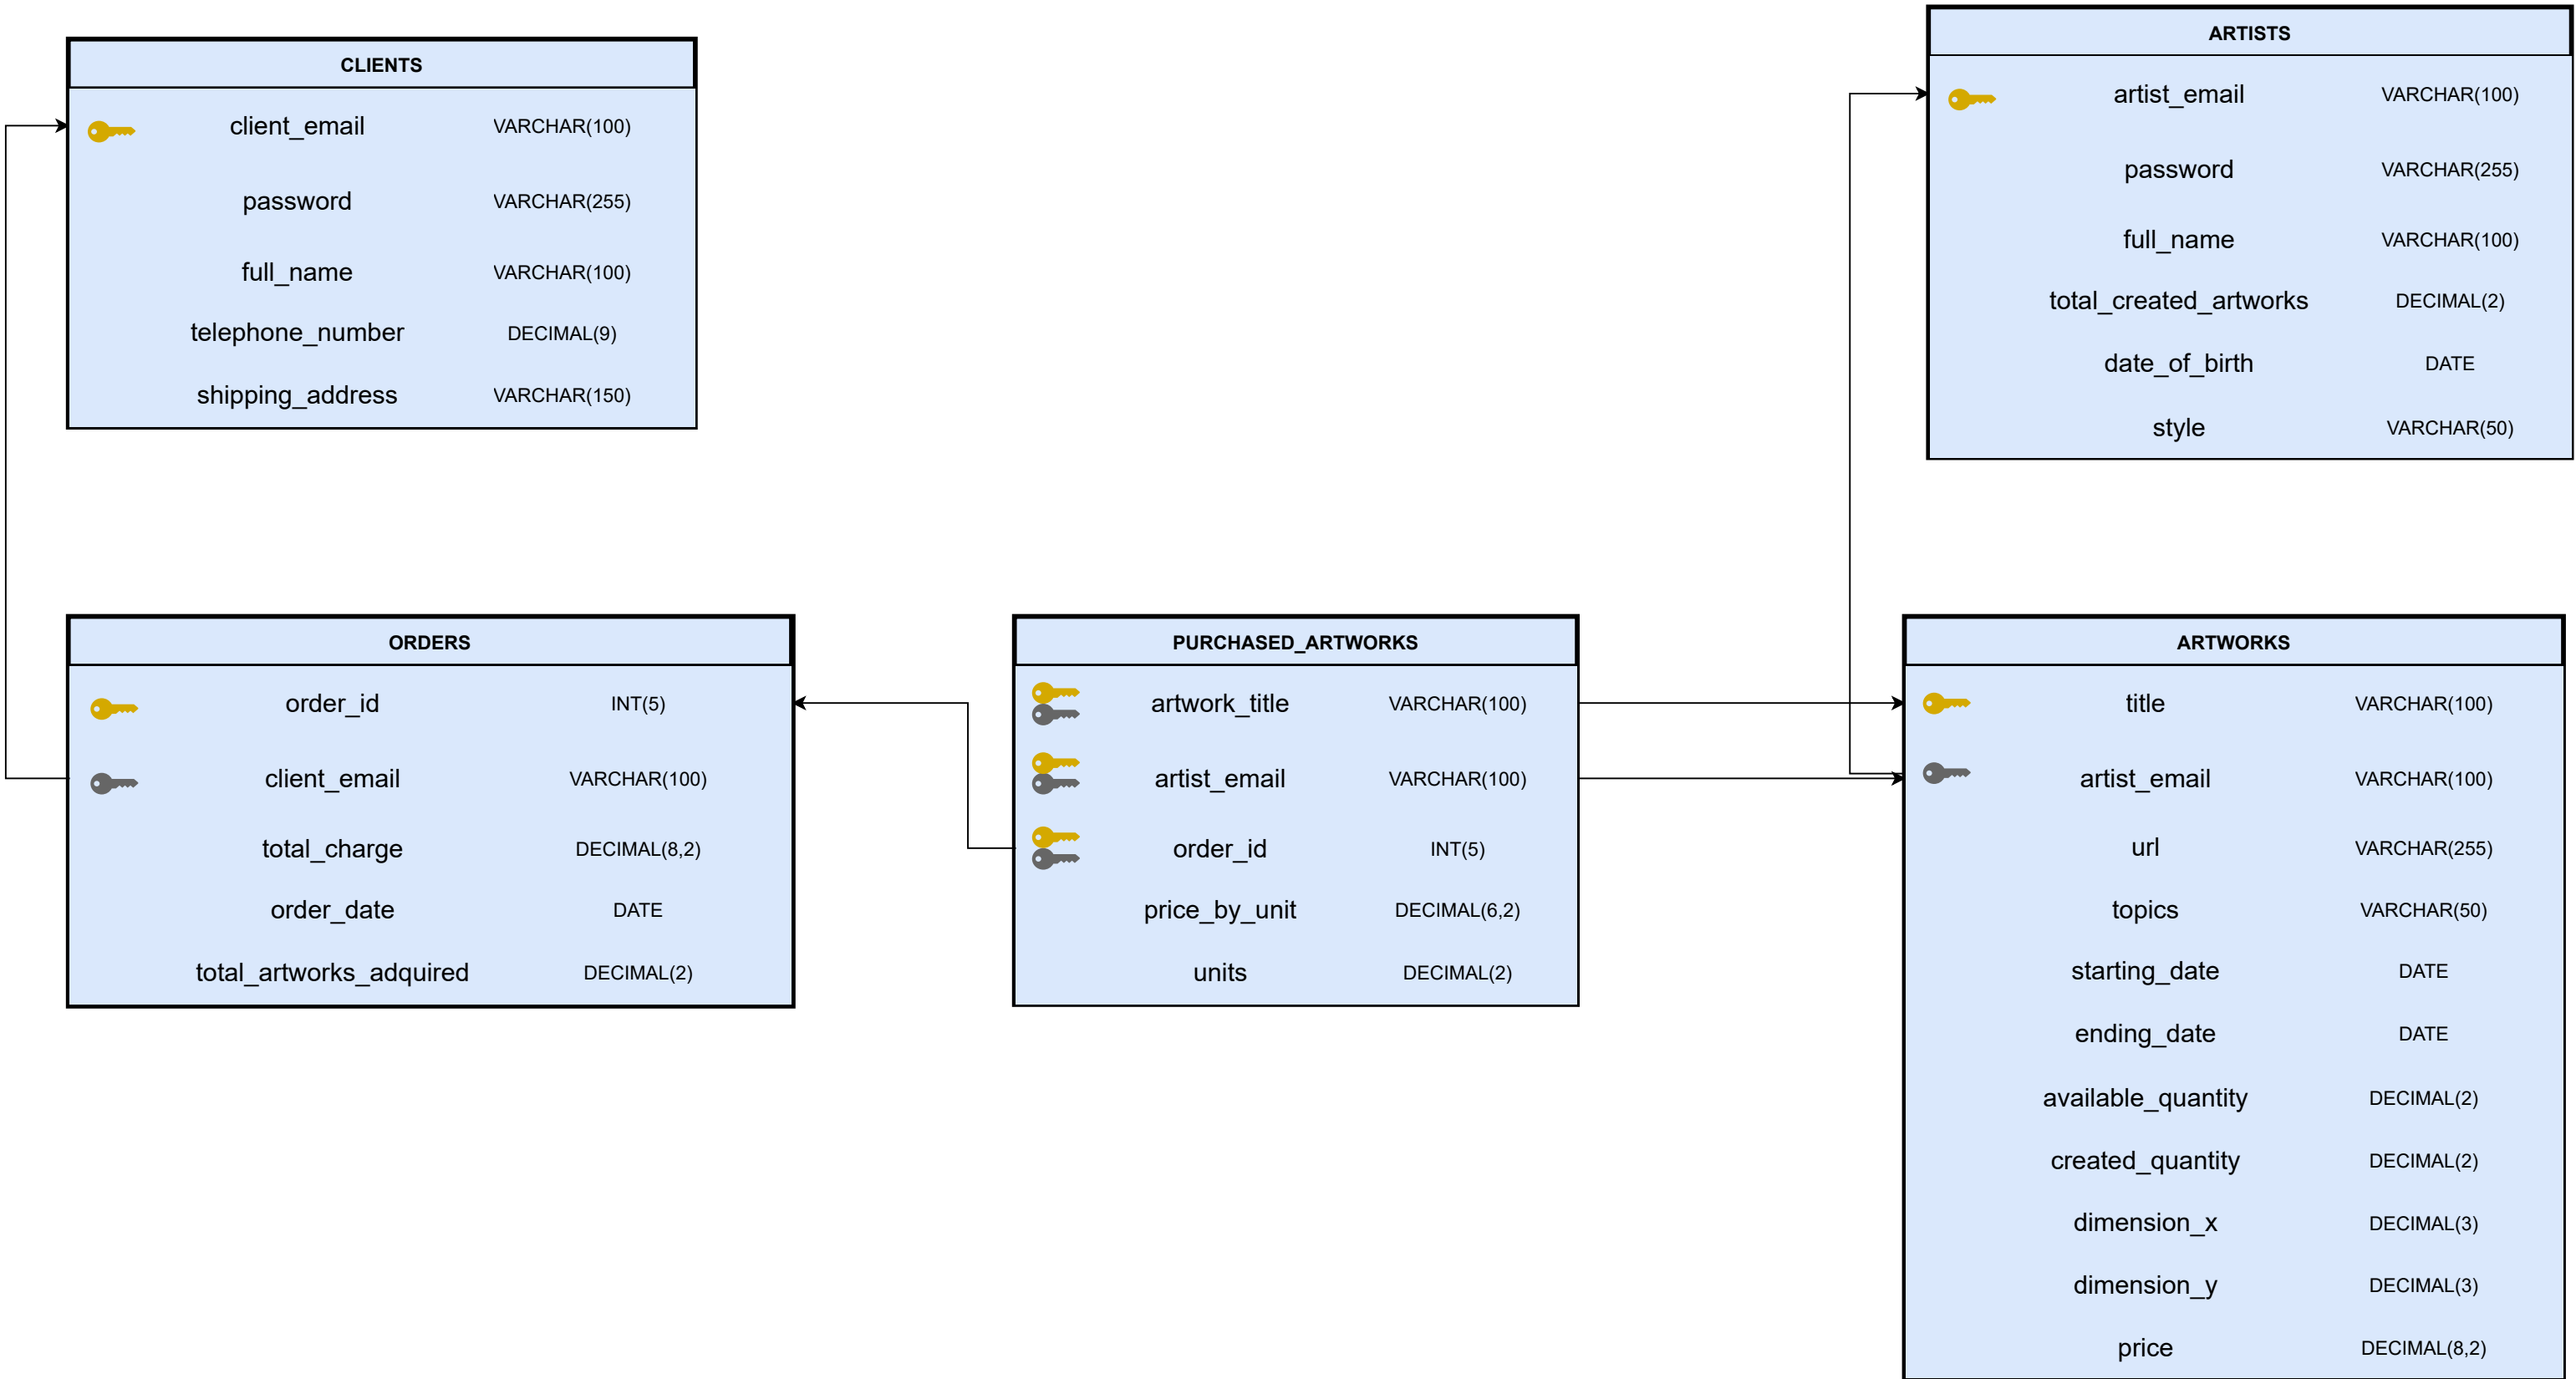 CLIENTS
client_email VARCHAR(100)
password VARCHAR(255)
full_name VARCHAR(100)
telephone_number DECIMAL(9)
shipping_address VARCHAR(150)
ARTISTS
artist_email VARCHAR(100)
password VARCHAR(255)
full_name VARCHAR(100)
total_created_artworks DECIMAL(2)
date_of_birth DATE
style VARCHAR(50)
ORDERS
order_id INT(5)
client_email VARCHAR(100)
total_charge DECIMAL(8,2)
order_date DATE
total_artworks_adquired DECIMAL(2)
PURCHASED_ARTWORKS
artwork_title VARCHAR(100)
artist_email VARCHAR(100)
order_id INT(5)
price_by_unit DECIMAL(6,2)
units DECIMAL(2)
ARTWORKS
title VARCHAR(100)
artist_email VARCHAR(100)
url VARCHAR(255)
topics VARCHAR(50)
starting_date DATE
ending_date DATE
available_quantity DECIMAL(2)
created_quantity DECIMAL(2)
dimension_x DECIMAL(3)
dimension_y DECIMAL(3)
price DECIMAL(8,2)